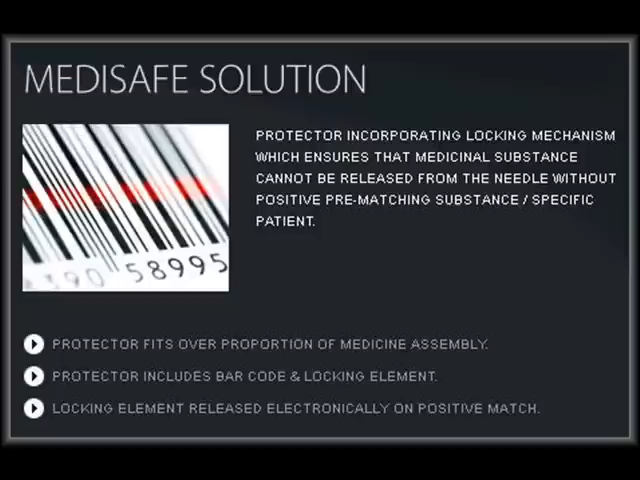 MEDISAFE SOLUTION
PROTECTOR INCORPORATING LOCKING MECHANISM
WHICH ENSURES THAT MEDICINAL SUBSTANCE
CANNOT BE RELEASED FROM THE NEEDLE WITHOUT
POSITIVE PRE-MATCHING SUBSTANCE / SPECIFIC
PATIENT.
390 58995
PROTECTOR FITS OVER PROPORTION OF MEDICINE ASSEMBLY.
PROTECTOR INCLUDES BAR CODE & LOCKING ELEMENT.
LOCKING ELEMENT RELEASED ELECTRONICALLY ON POSITIVE MATCH.